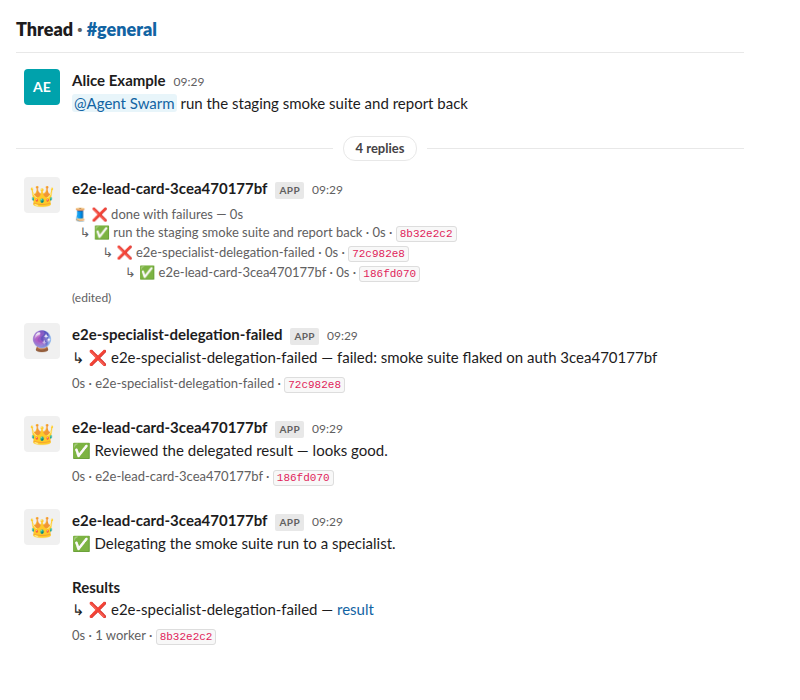 Thread · #general
AE
Alice Example 09:29
@Agent Swarm run the staging smoke suite and report back
4 replies
e2e-lead-card-3cea470177bf APP 09:29
🧵 ❌ done with failures — 0s
↳ ✅ run the staging smoke suite and report back · 0s · 8b32e2c2
↳ ❌ e2e-specialist-delegation-failed · 0s · 72c982e8
↳ ✅ e2e-lead-card-3cea470177bf · 0s · 186fd070
(edited)
e2e-specialist-delegation-failed APP 09:29
↳ ❌ e2e-specialist-delegation-failed — failed: smoke suite flaked on auth 3cea470177bf
0s · e2e-specialist-delegation-failed · 72c982e8
e2e-lead-card-3cea470177bf APP 09:29
✅ Reviewed the delegated result — looks good.
0s · e2e-lead-card-3cea470177bf · 186fd070
e2e-lead-card-3cea470177bf APP 09:29
✅ Delegating the smoke suite run to a specialist.
Results
↳ ❌ e2e-specialist-delegation-failed — result
0s · 1 worker · 8b32e2c2